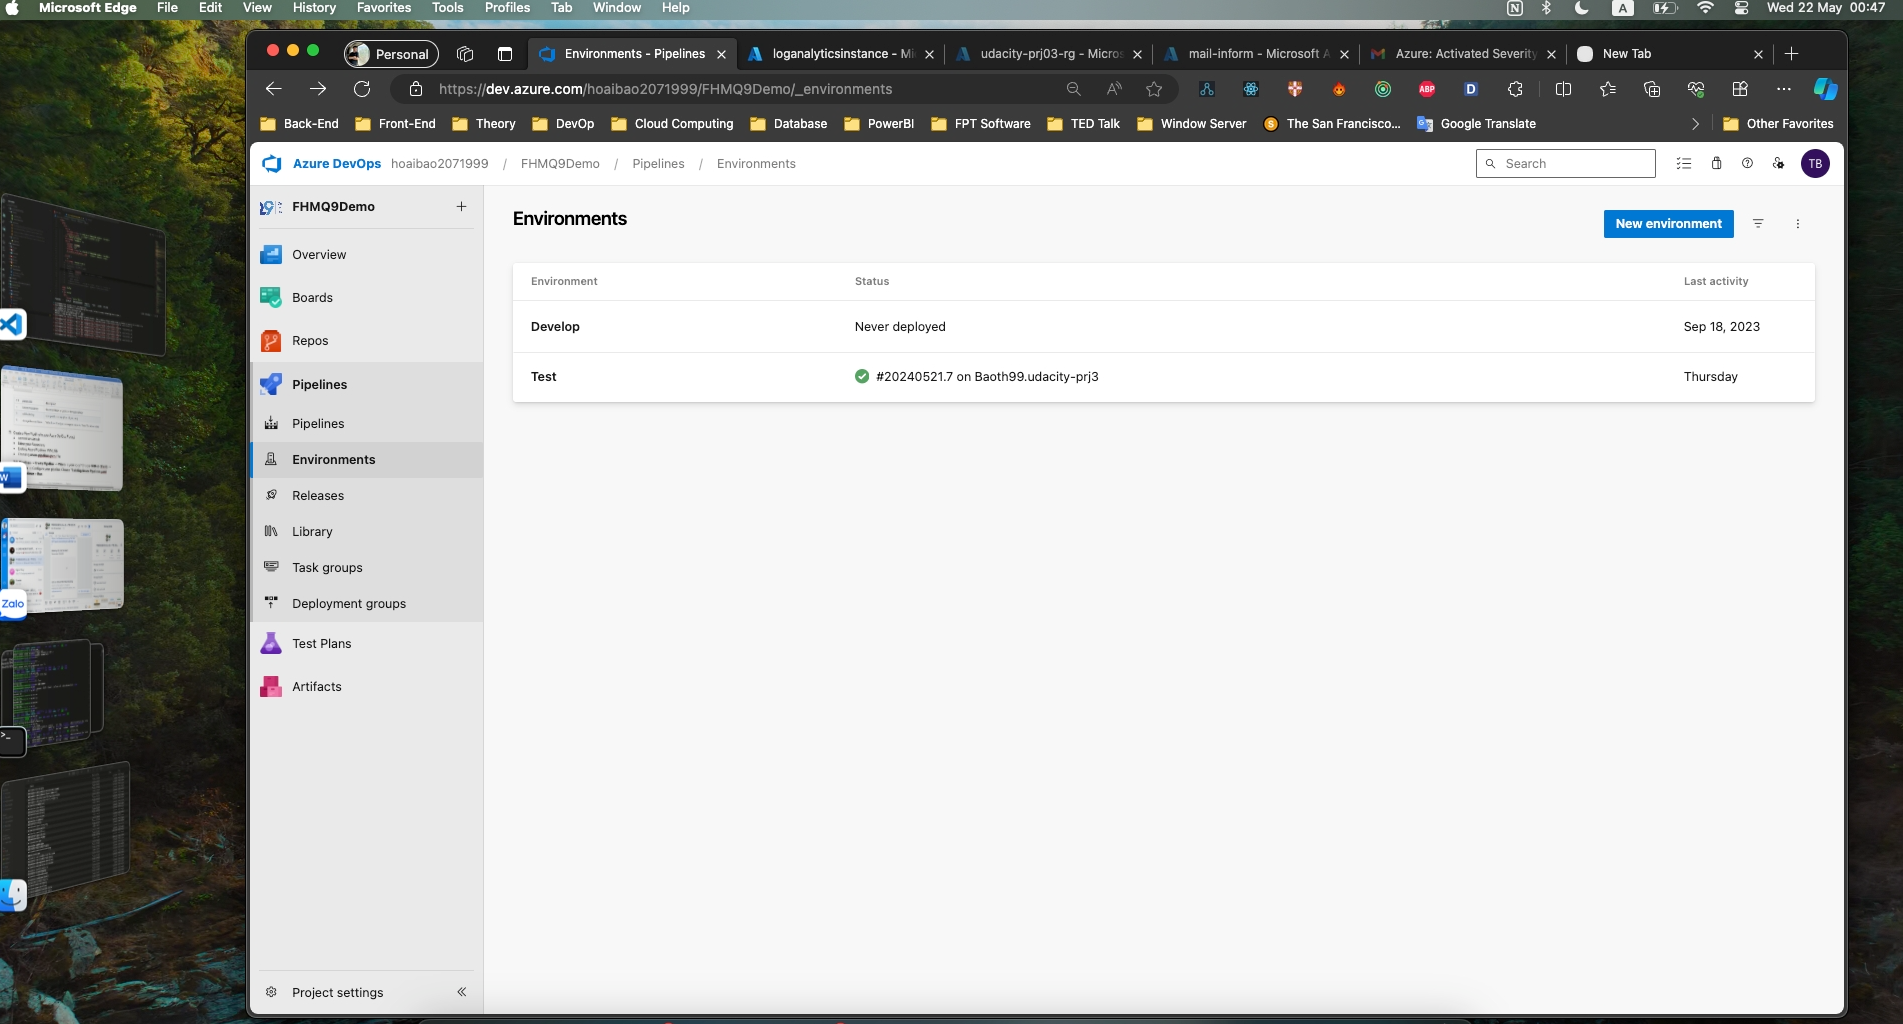 Microsoft Edge File Edit View History Favorites Tools Profiles Tab Window Help A Wed 22 May 00:47
Personal Environments - Pipelines loganalyticsinstance - Mi udacity-prj03-rg - Micros mail-inform - Microsoft A Azure: Activated Severity New Tab
https://dev.azure.com/hoaibao2071999/FHMQ9Demo/_environments ABP D
Back-End Front-End Theory DevOp Cloud Computing Database PowerBI FPT Software TED Talk Window Server S The San Francisco... Google Translate Other Favorites
Azure DevOps hoaibao2071999 / FHMQ9Demo / Pipelines / Environments Search TB
FHMQ9Demo
Overview
Boards
Repos
Pipelines
Pipelines
Environments
Releases
Library
Task groups
Deployment groups
Test Plans
Artifacts
Project settings
Environments
New environment
Environment Status Last activity
Develop Never deployed Sep 18, 2023
Test #20240521.7 on Baoth99.udacity-prj3 Thursday
W
Zalo